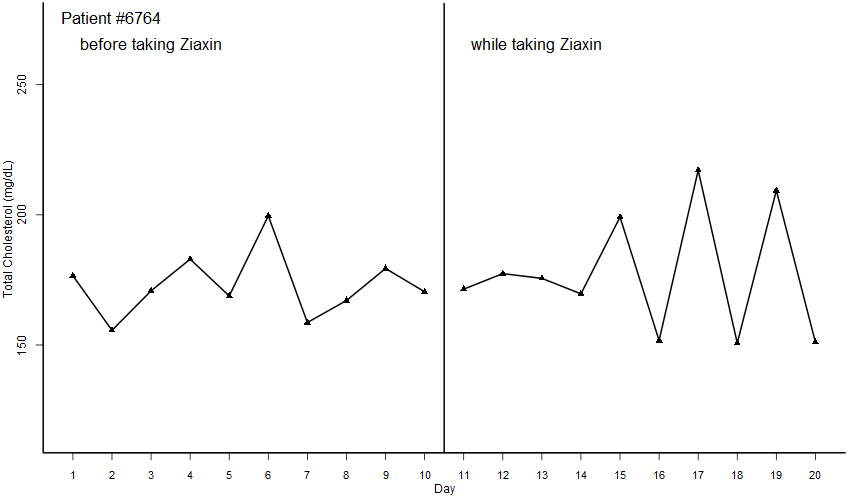 Patient #6764
before taking Ziaxin
while taking Ziaxin
Total Cholesterol (mg/dL)
250
200
150
1 2 3 4 5 6 7 8 9 10 11 12 13 14 15 16 17 18 19 20
Day